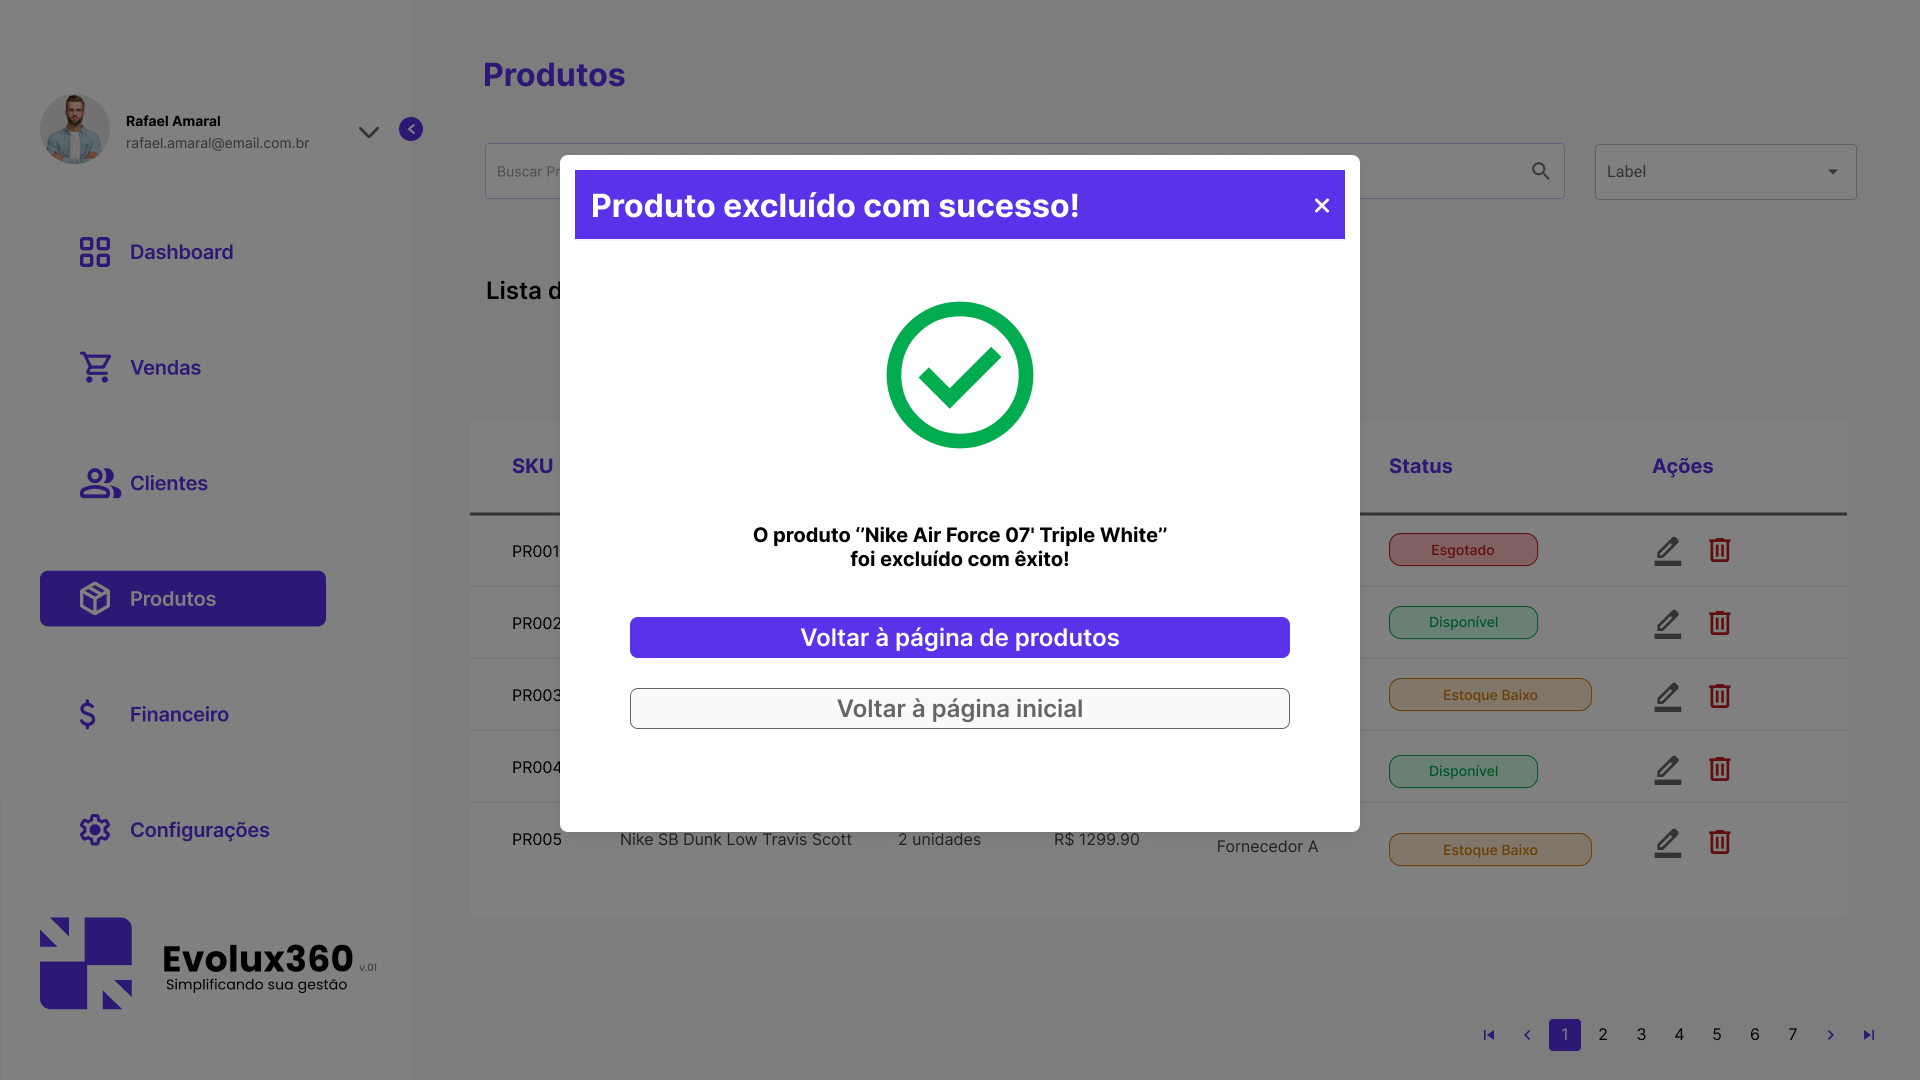 Produtos
Rafael Amaral
rafael.amaral@email.com.br
Buscar Pr
Label
Produto excluído com sucesso!
Dashboard
Lista d
Vendas
SKU
Status
Ações
Clientes
O produto ‘’Nike Air Force 07' Triple White’’
foi excluído com êxito!
PR001
Esgotado
Produtos
PR002
Disponível
Voltar à página de produtos
PR003
Estoque Baixo
Voltar à página inicial
Financeiro
PR004
Disponível
Configurações
PR005
Nike SB Dunk Low Travis Scott
2 unidades
R$ 1299.90
Fornecedor A
Estoque Baixo
Evolux360
v.01
Simplificando sua gestão
1 2 3 4 5 6 7